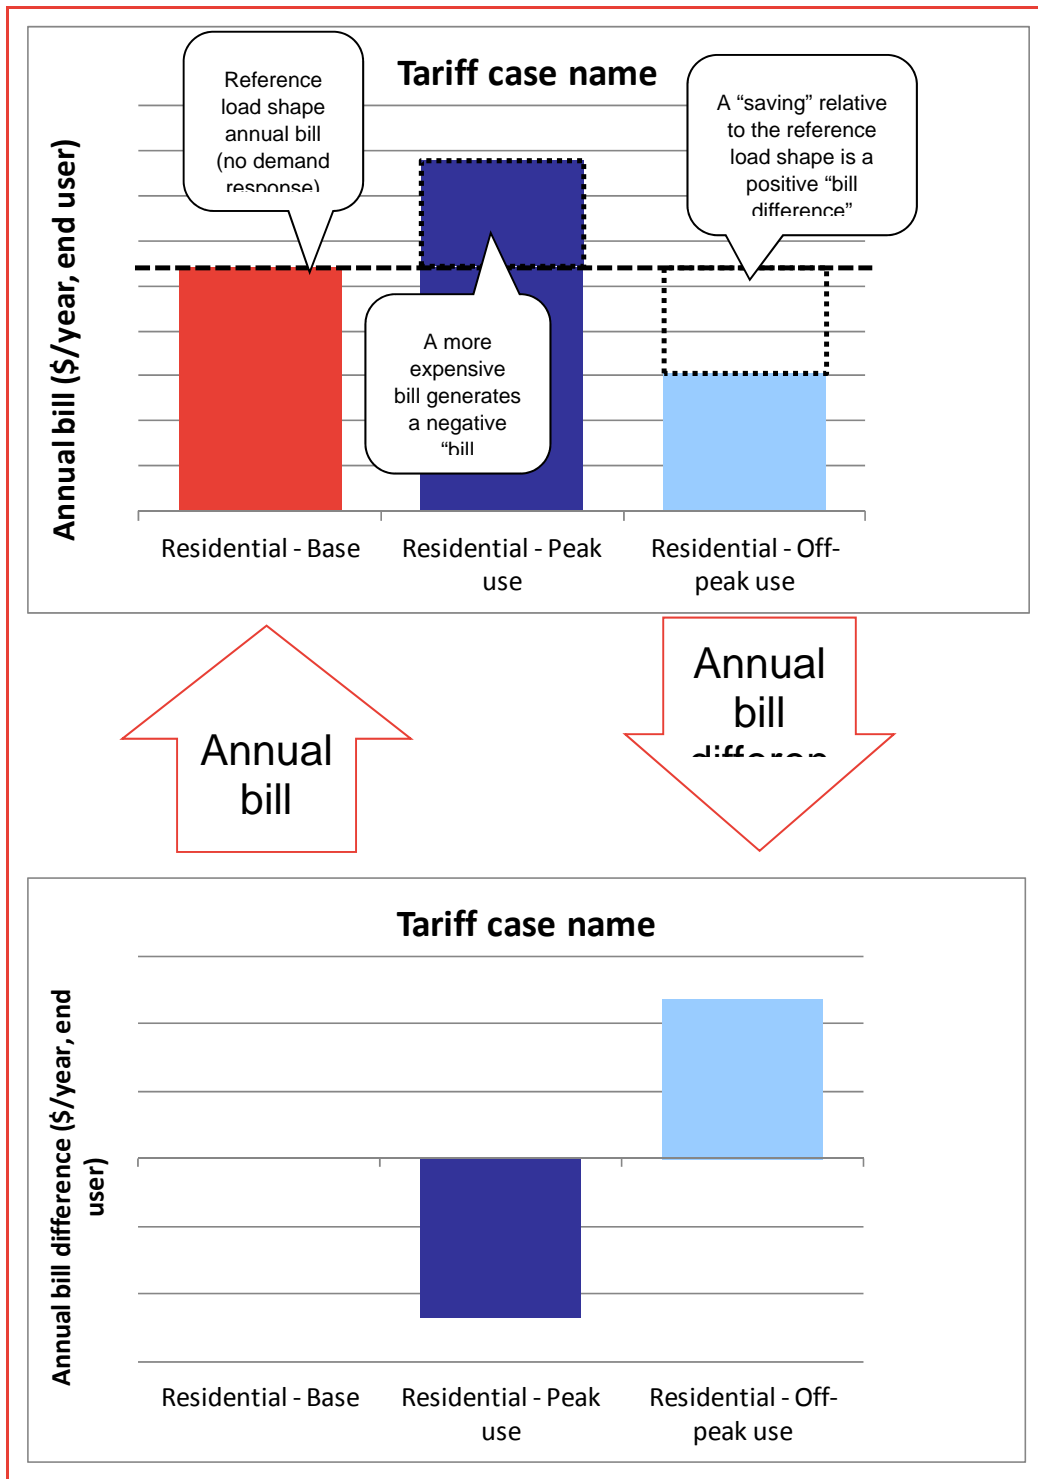 Tariff case name
Reference
load shape
annual bill
(no demand
response)
A “saving” relative
to the reference
load shape is a
positive “bill
difference”
A more
expensive
bill generates
a negative
“bill
Annual bill ($/year, end user)
Residential - Base
Residential - Peak
use
Residential - Off-
peak use
Annual
bill
Annual
bill
Tariff case name
Annual bill difference ($/year, end
user)
Residential - Base
Residential - Peak
use
Residential - Off-
peak use